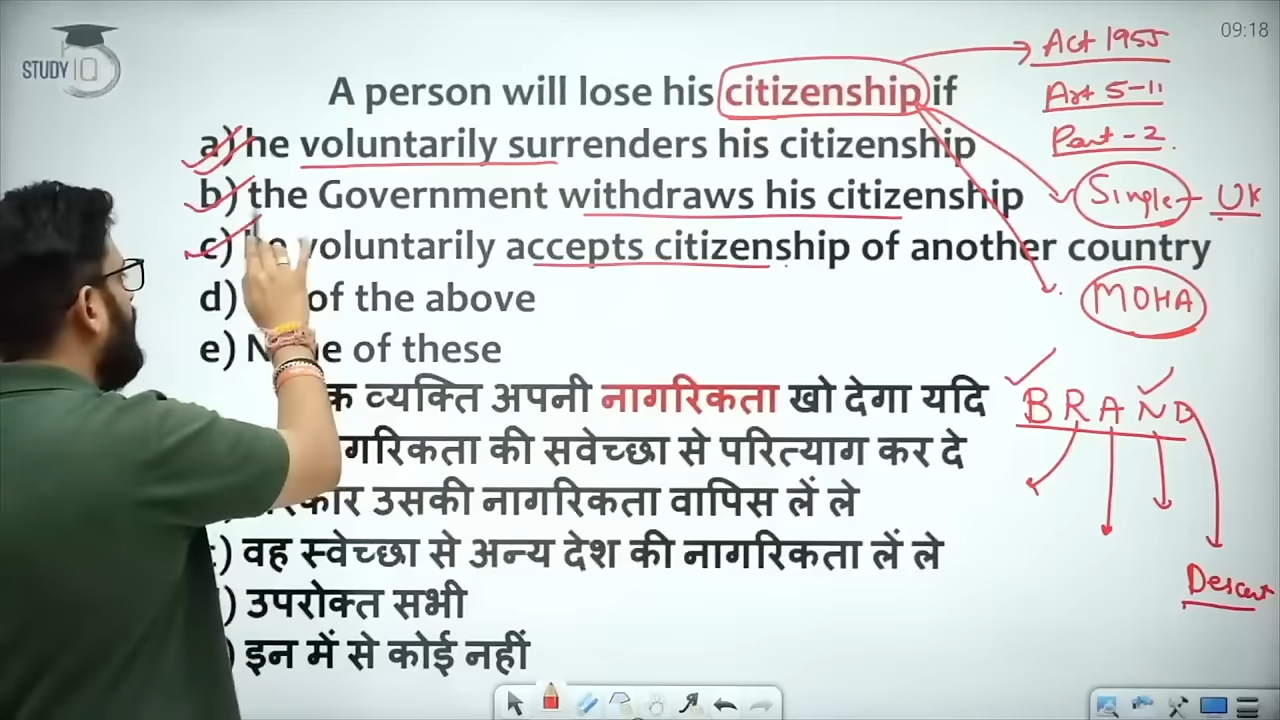 STUDY IQ
09:18
A person will lose his citizenship if
a) he voluntarily surrenders his citizenship
b) the Government withdraws his citizenship
c) voluntarily accepts citizenship of another country
d) of the above
e) of these
व्यक्ति अपनी नागरिकता खो देगा यदि
की सवेच्छा से परित्याग कर दे
उसकी नागरिकता वापिस लें ले
वह स्वेच्छा से अन्य देश की नागरिकता लें ले
उपरोक्त सभी
इन में से कोई नहीं
Act 1955
Art 5-11
Part-2
Single - UK
MOHA
BRAND
Descent